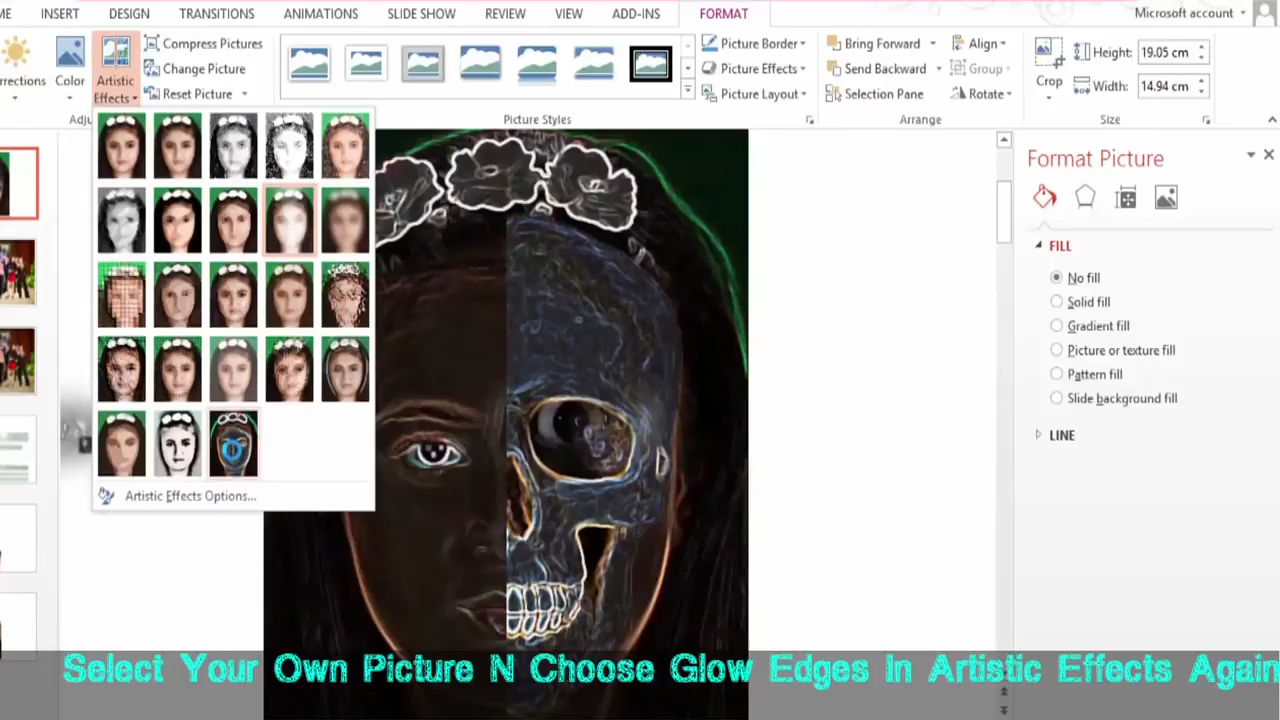 ME INSERT DESIGN TRANSITIONS ANIMATIONS SLIDE SHOW REVIEW VIEW ADD-INS FORMAT Microsoft account
rrections
Color
Artistic
Effects
Compress Pictures
Change Picture
Reset Picture
Adju
Picture Styles
Picture Border
Picture Effects
Picture Layout
Bring Forward
Send Backward
Selection Pane
Align
Group
Rotate
Arrange
Crop
Height: 19.05 cm
Width: 14.94 cm
Size
Artistic Effects Options...
Format Picture
FILL
No fill
Solid fill
Gradient fill
Picture or texture fill
Pattern fill
Slide background fill
LINE
Select Your Own Picture N Choose Glow Edges In Artistic Effects Again